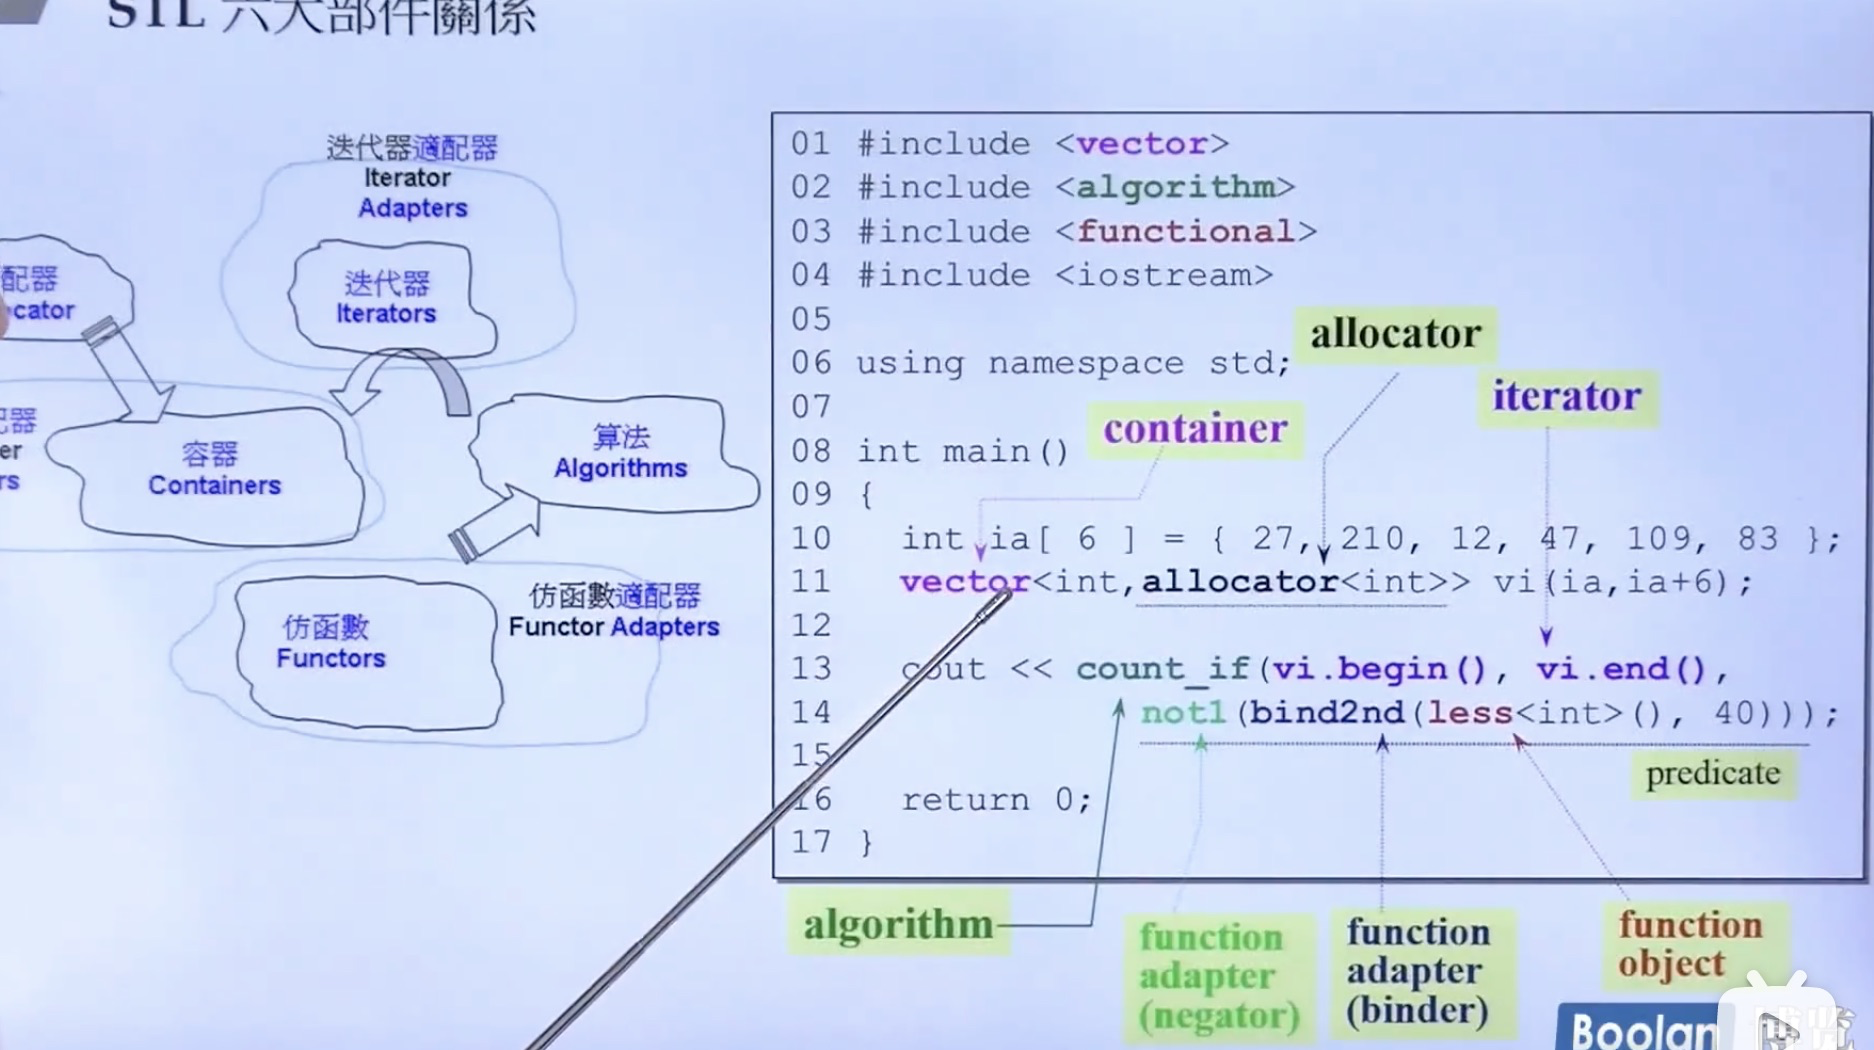 STL 六大部件關係
迭代器適配器
Iterator
Adapters
迭代器
Iterators
配器
cator
配器
er
rs
容器
Containers
算法
Algorithms
仿函數
Functors
仿函數適配器
Functor Adapters
01 #include <vector>
02 #include <algorithm>
03 #include <functional>
04 #include <iostream>
05
allocator
06 using namespace std;
iterator
07
container
08 int main()
09 {
10 int ia[ 6 ] = { 27, 210, 12, 47, 109, 83 };
11 vector<int,allocator<int>> vi(ia,ia+6);
12
13 cout << count_if(vi.begin(), vi.end(),
14 not1(bind2nd(less<int>(), 40)));
15
predicate
16 return 0;
17 }
algorithm
function
adapter
(negator)
function
adapter
(binder)
function
object
Boolan